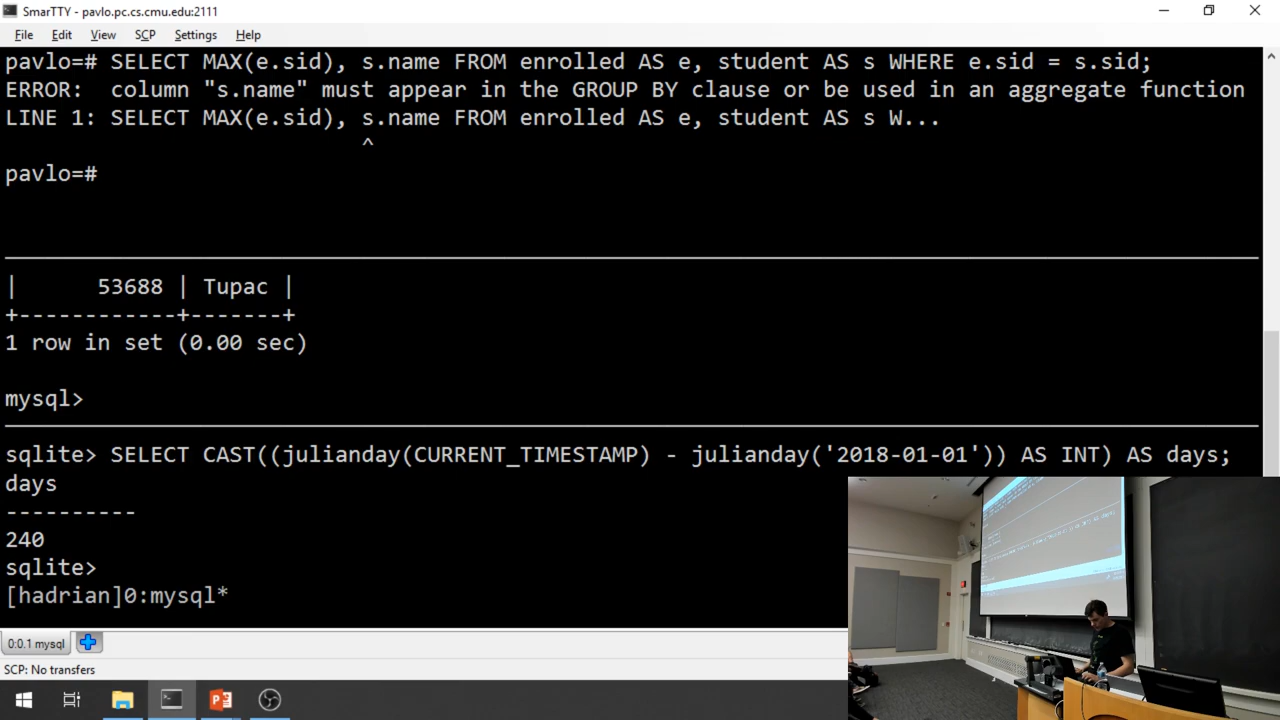 SmarTTY - pavlo.pc.cs.cmu.edu:2111
File Edit View SCP Settings Help
pavlo=# SELECT MAX(e.sid), s.name FROM enrolled AS e, student AS s WHERE e.sid = s.sid;
ERROR:  column "s.name" must appear in the GROUP BY clause or be used in an aggregate function
LINE 1: SELECT MAX(e.sid), s.name FROM enrolled AS e, student AS s W...
^
pavlo=#
|      53688 | Tupac |
+------------+-------+
1 row in set (0.00 sec)
mysql>
sqlite> SELECT CAST((julianday(CURRENT_TIMESTAMP) - julianday('2018-01-01')) AS INT) AS days;
days
----------
240
sqlite>
[hadrian]0:mysql*
0:0.1 mysql
SCP: No transfers